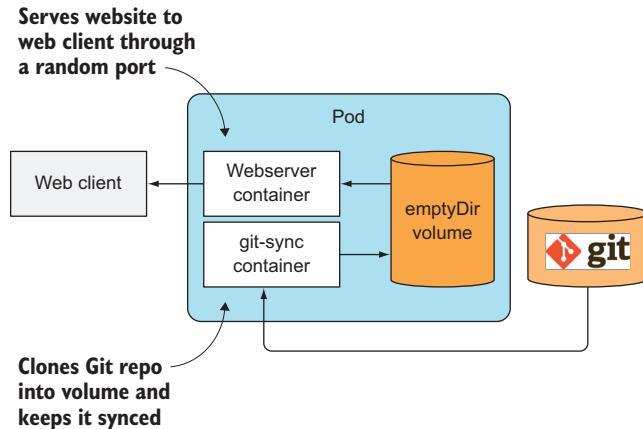 Serves website to
web client through
a random port
Pod
Web client
Webserver
container
emptyDir
volume
git-sync
container
git
Clones Git repo
into volume and
keeps it synced